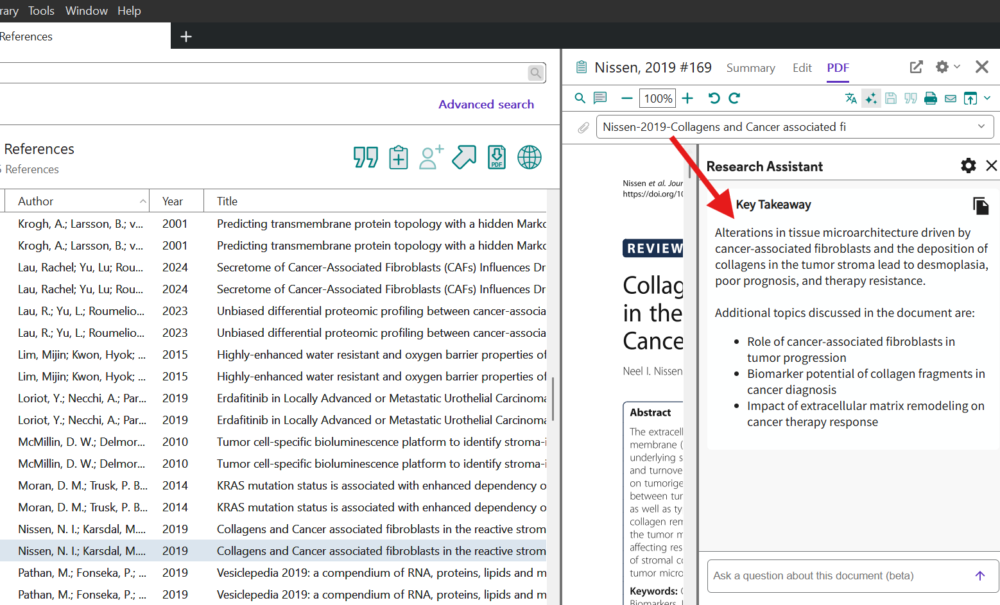 rary Tools Window Help
References
Advanced search
References
References
Author Year Title
Krogh, A.; Larsson, B.; v... 2001 Predicting transmembrane protein topology with a hidden Marko
Krogh, A.; Larsson, B.; v... 2001 Predicting transmembrane protein topology with a hidden Marko
Lau, Rachel; Yu, Lu; Rou... 2024 Secretome of Cancer-Associated Fibroblasts (CAFs) Influences Dr
Lau, Rachel; Yu, Lu; Rou... 2024 Secretome of Cancer-Associated Fibroblasts (CAFs) Influences Dr
Lau, R.; Yu, L.; Roumelio... 2023 Unbiased differential proteomic profiling between cancer-associa
Lau, R.; Yu, L.; Roumelio... 2023 Unbiased differential proteomic profiling between cancer-associa
Lim, Mijin; Kwon, Hyok; ... 2015 Highly-enhanced water resistant and oxygen barrier properties of
Lim, Mijin; Kwon, Hyok; ... 2015 Highly-enhanced water resistant and oxygen barrier properties of
Loriot, Y.; Necchi, A.; Par... 2019 Erdafitinib in Locally Advanced or Metastatic Urothelial Carcinoma
Loriot, Y.; Necchi, A.; Par... 2019 Erdafitinib in Locally Advanced or Metastatic Urothelial Carcinoma
McMillin, D. W.; Delmor... 2010 Tumor cell-specific bioluminescence platform to identify stroma-i
McMillin, D. W.; Delmor... 2010 Tumor cell-specific bioluminescence platform to identify stroma-i
Moran, D. M.; Trusk, P. B... 2014 KRAS mutation status is associated with enhanced dependency o
Moran, D. M.; Trusk, P. B... 2014 KRAS mutation status is associated with enhanced dependency o
Nissen, N. I.; Karsdal, M.... 2019 Collagens and Cancer associated fibroblasts in the reactive strom
Nissen, N. I.; Karsdal, M.... 2019 Collagens and Cancer associated fibroblasts in the reactive strom
Pathan, M.; Fonseka, P.; ... 2019 Vesiclepedia 2019: a compendium of RNA, proteins, lipids and m
Pathan, M.; Fonseka, P.; ... 2019 Vesiclepedia 2019: a compendium of RNA, proteins, lipids and m
PDF
Nissen, 2019 #169 Summary Edit PDF
100%
Nissen-2019-Collagens and Cancer associated fi
Nissen et al. Jour
https://doi.org/10
REVIEW
Collag
in the
Cance
Neel I. Nissen
Abstract
The extracell
membrane (
underlying s
and turnove
on tumorige
between tur
as well as ty
collagen rem
the tumor m
affecting res
of stromal co
tumor micro
Keywords:
Biomarkers,
Research Assistant
Key Takeaway
Alterations in tissue microarchitecture driven by
cancer-associated fibroblasts and the deposition of
collagens in the tumor stroma lead to desmoplasia,
poor prognosis, and therapy resistance.
Additional topics discussed in the document are:
• Role of cancer-associated fibroblasts in
tumor progression
• Biomarker potential of collagen fragments in
cancer diagnosis
• Impact of extracellular matrix remodeling on
cancer therapy response
Ask a question about this document (beta)